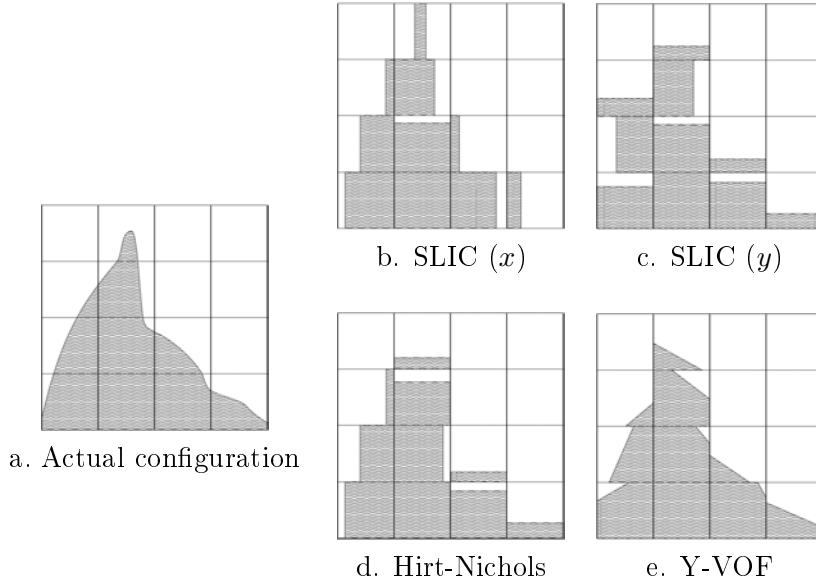 b. SLIC (x)
c. SLIC (y)
a. Actual configuration
d. Hirt-Nichols
e. Y-VOF